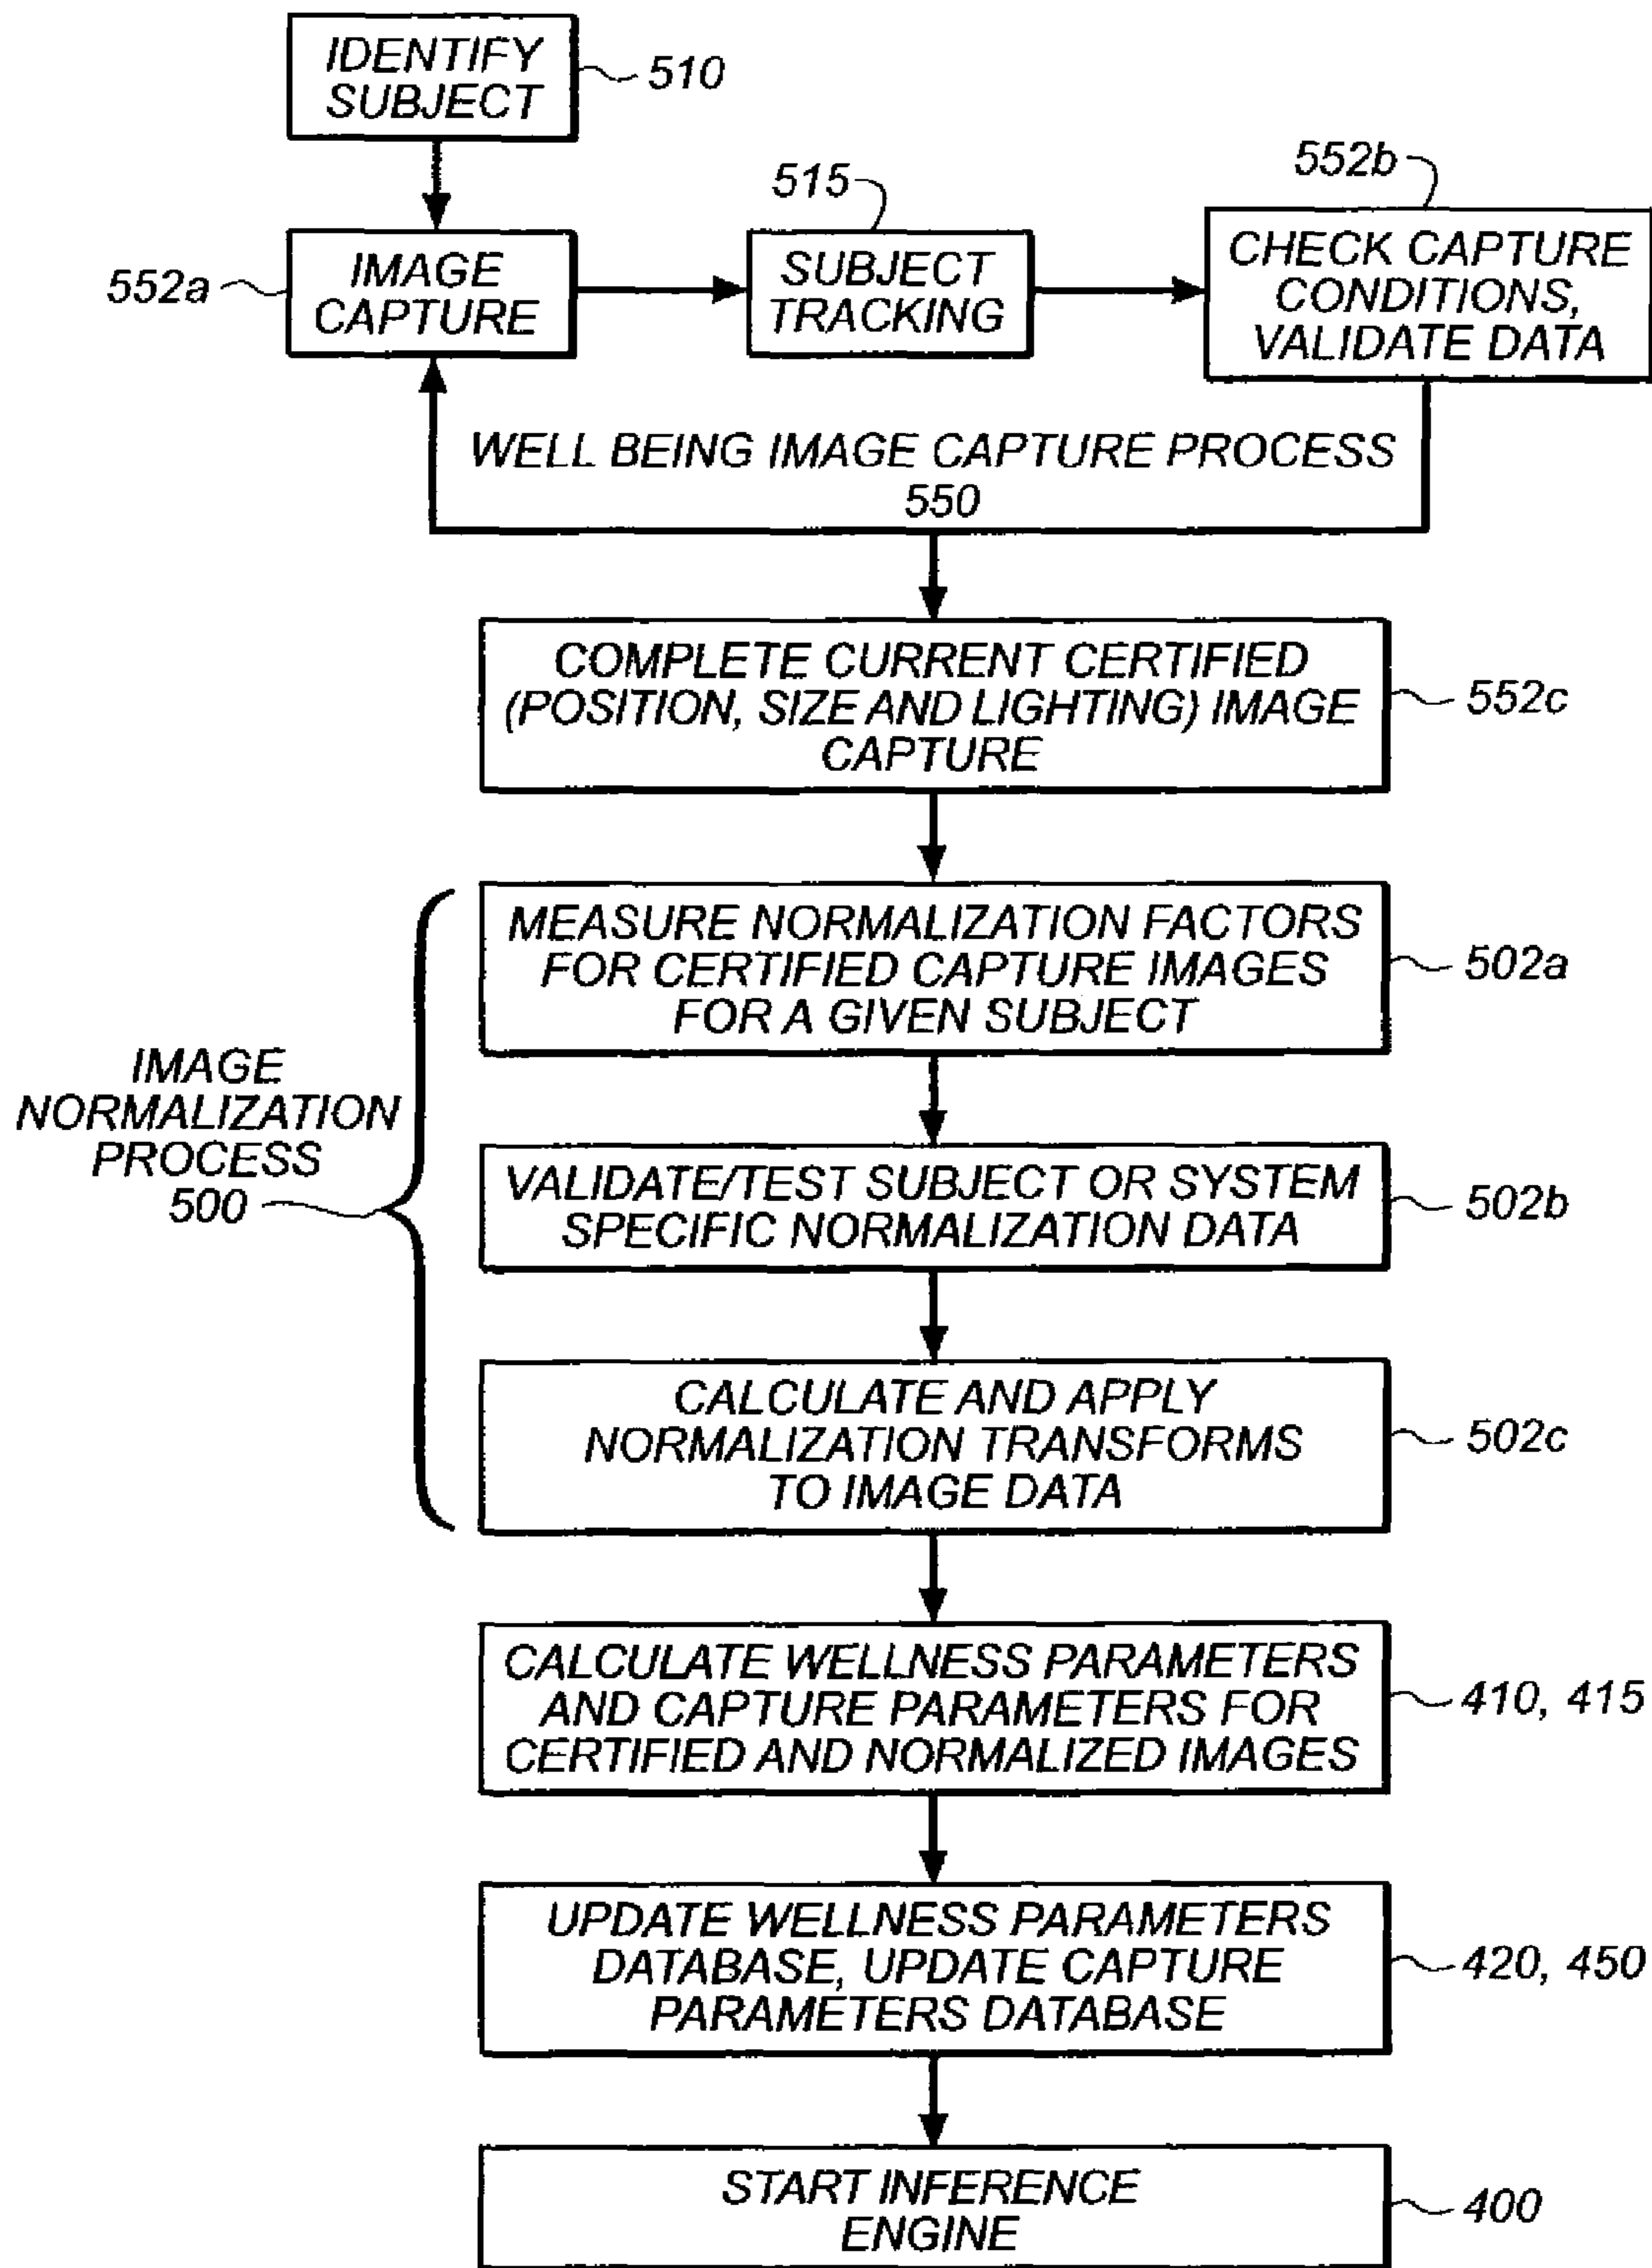 IDENTIFY
SUBJECT
510
552a
IMAGE
CAPTURE
515
SUBJECT
TRACKING
552b
CHECK CAPTURE
CONDITIONS,
VALIDATE DATA
WELL BEING IMAGE CAPTURE PROCESS
550
COMPLETE CURRENT CERTIFIED
(POSITION, SIZE AND LIGHTING) IMAGE
CAPTURE
552c
IMAGE
NORMALIZATION
PROCESS
500
MEASURE NORMALIZATION FACTORS
FOR CERTIFIED CAPTURE IMAGES
FOR A GIVEN SUBJECT
502a
VALIDATE/TEST SUBJECT OR SYSTEM
SPECIFIC NORMALIZATION DATA
502b
CALCULATE AND APPLY
NORMALIZATION TRANSFORMS
TO IMAGE DATA
502c
CALCULATE WELLNESS PARAMETERS
AND CAPTURE PARAMETERS FOR
CERTIFIED AND NORMALIZED IMAGES
410, 415
UPDATE WELLNESS PARAMETERS
DATABASE, UPDATE CAPTURE
PARAMETERS DATABASE
420, 450
START INFERENCE
ENGINE
400